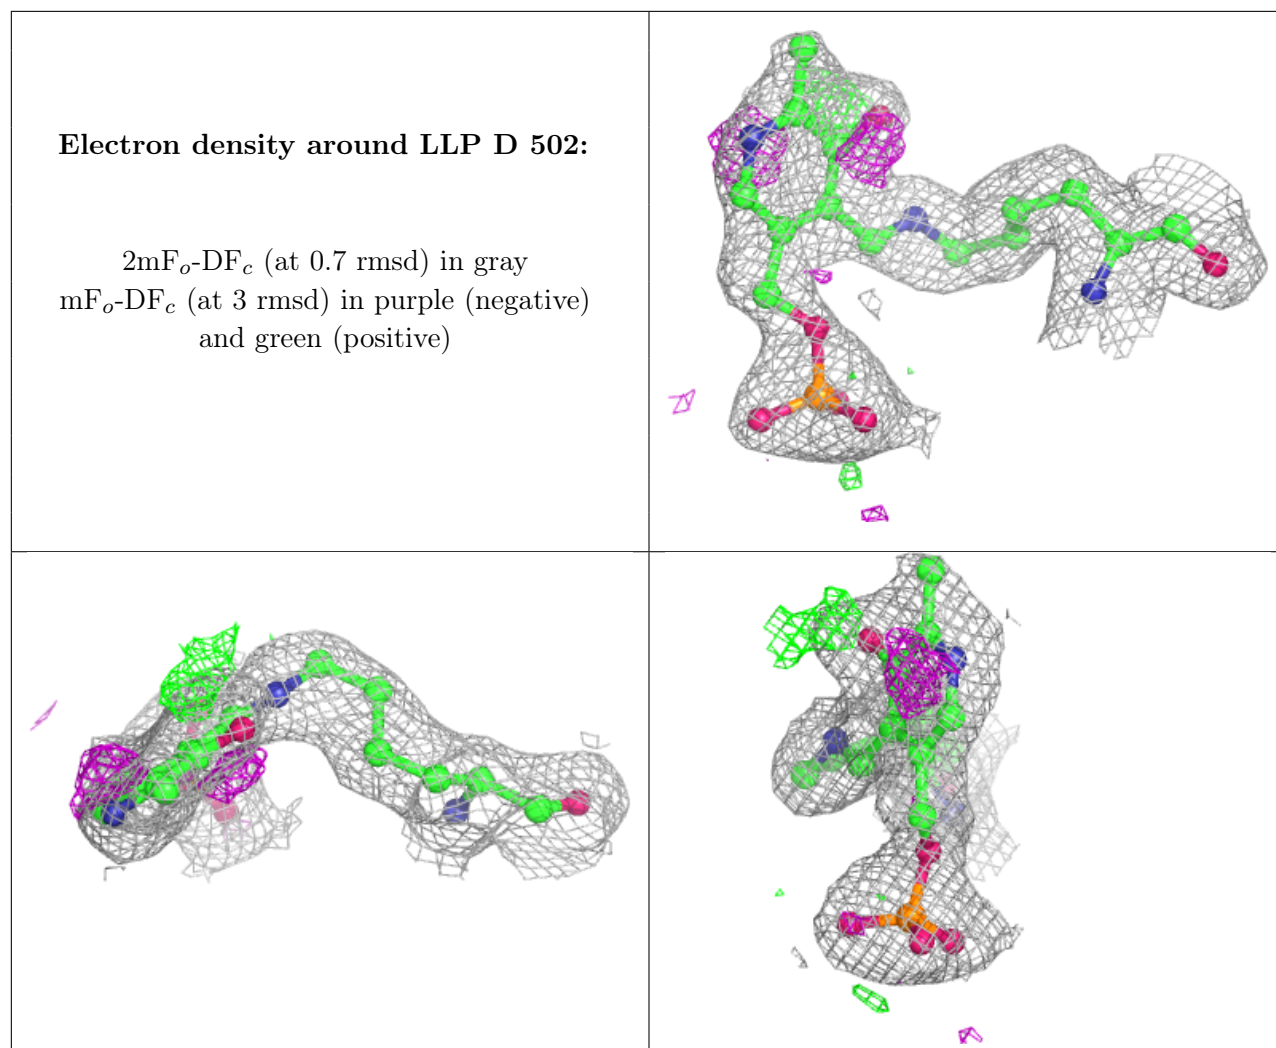 Electron density around LLP D 502:
2mFo-DFc (at 0.7 rmsd) in gray
mFo-DFc (at 3 rmsd) in purple (negative)
and green (positive)